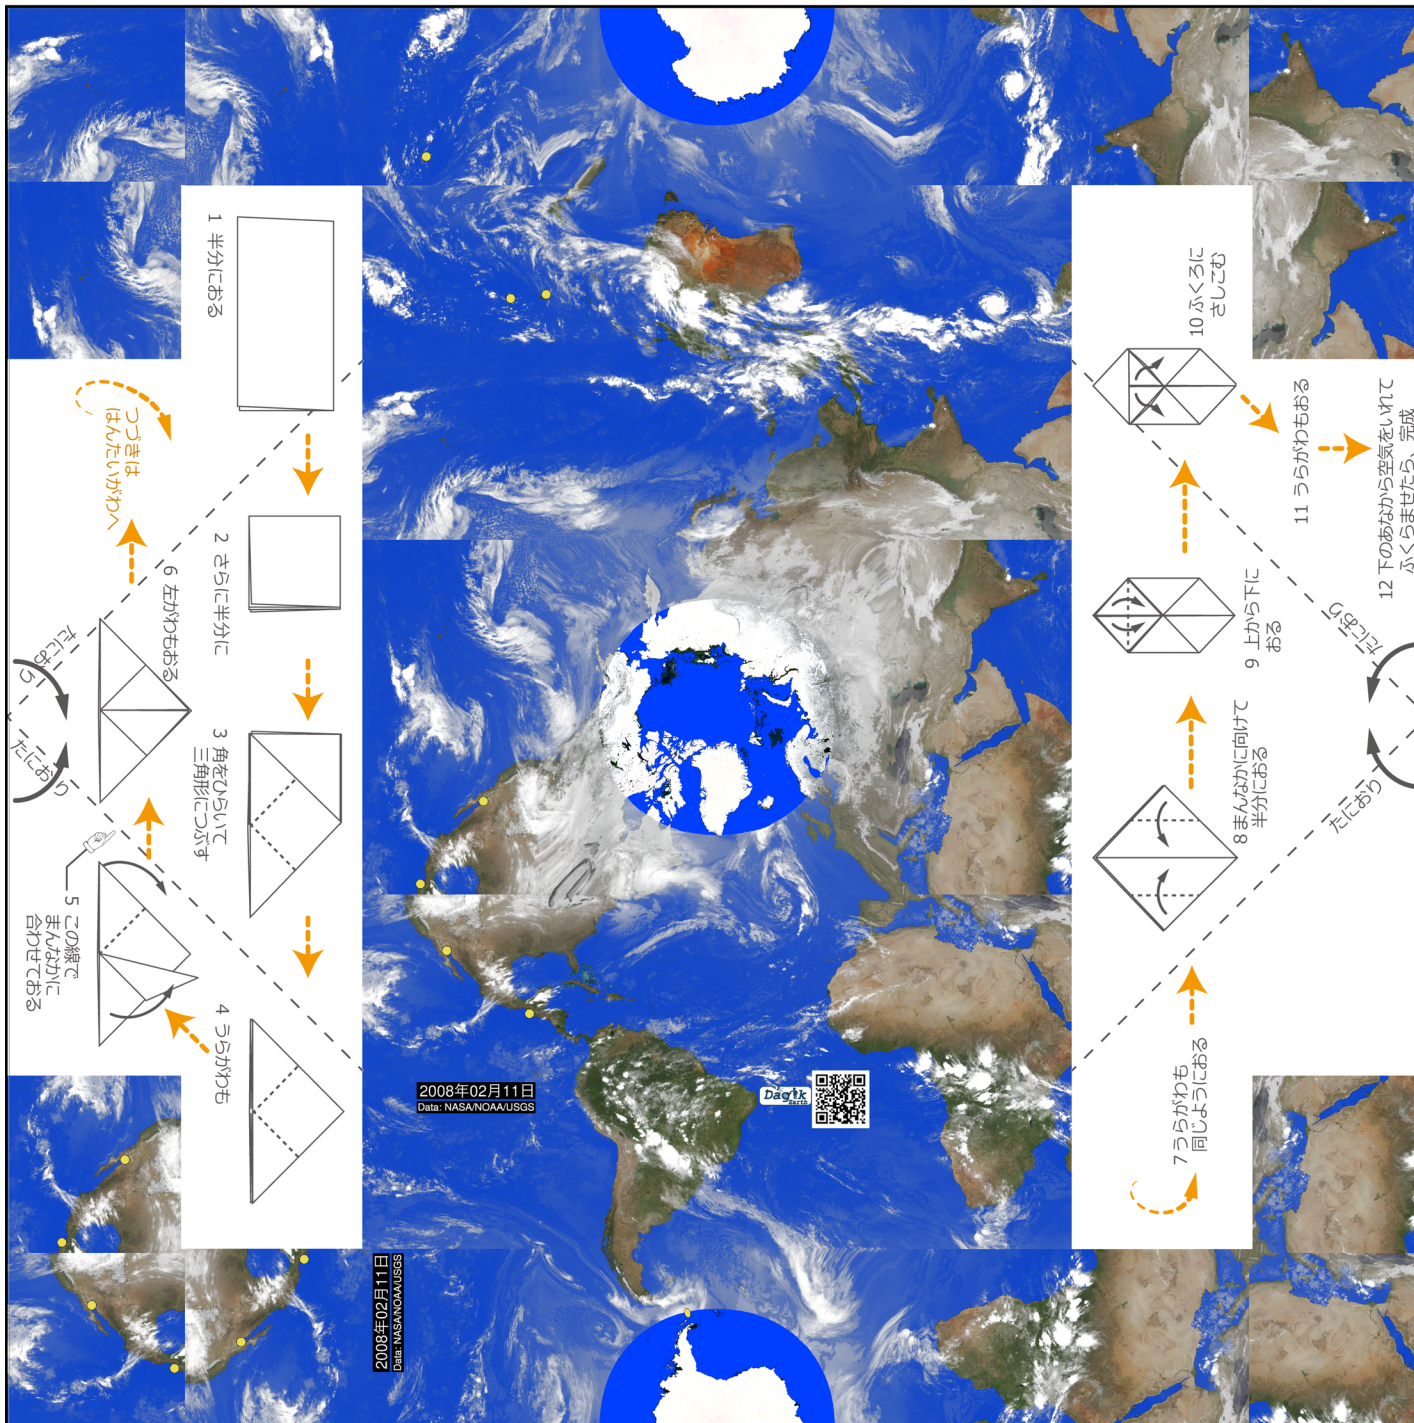 1 半分におる
2 さらに半分に
3 角をひらいて
三角形につぶす
4 うらがわも
5 この線で
まんなかに
合わせておる
6 左がわもおる
つづきは
はんたいがわへ
たにおり
たにおり
7 うらがわも
同じようにおる
8 まんなかに向けて
半分におる
9 上から下に
おる
10 ふくろに
さしこむ
11 うらがわもおる
12 下のあなから空気をいれて
ふくらませたら、完成
たにおり
たにおり
2008年02月11日
Data: NASA/NOAA/USGS
Dagik
Earth
2008年02月11日
Data: NASA/NOAA/USGS